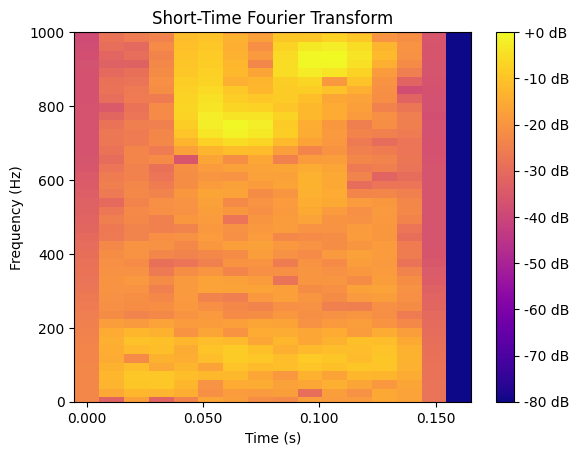 Short-Time Fourier Transform
1000
800
600
400
200
0
Frequency (Hz)
0.000
0.050
0.100
0.150
Time (s)
+0 dB
-10 dB
-20 dB
-30 dB
-40 dB
-50 dB
-60 dB
-70 dB
-80 dB